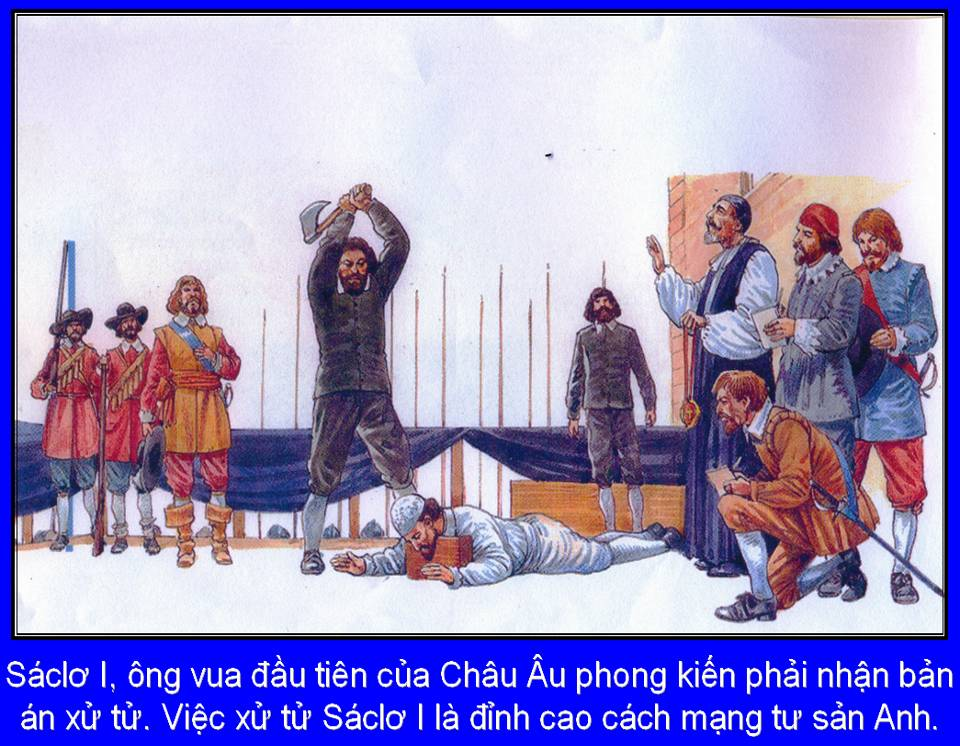 Sáclơ I, ông vua đầu tiên của Châu Âu phong kiến phải nhận bản
án xử tử. Việc xử tử Sáclơ I là đỉnh cao cách mạng tư sản Anh.